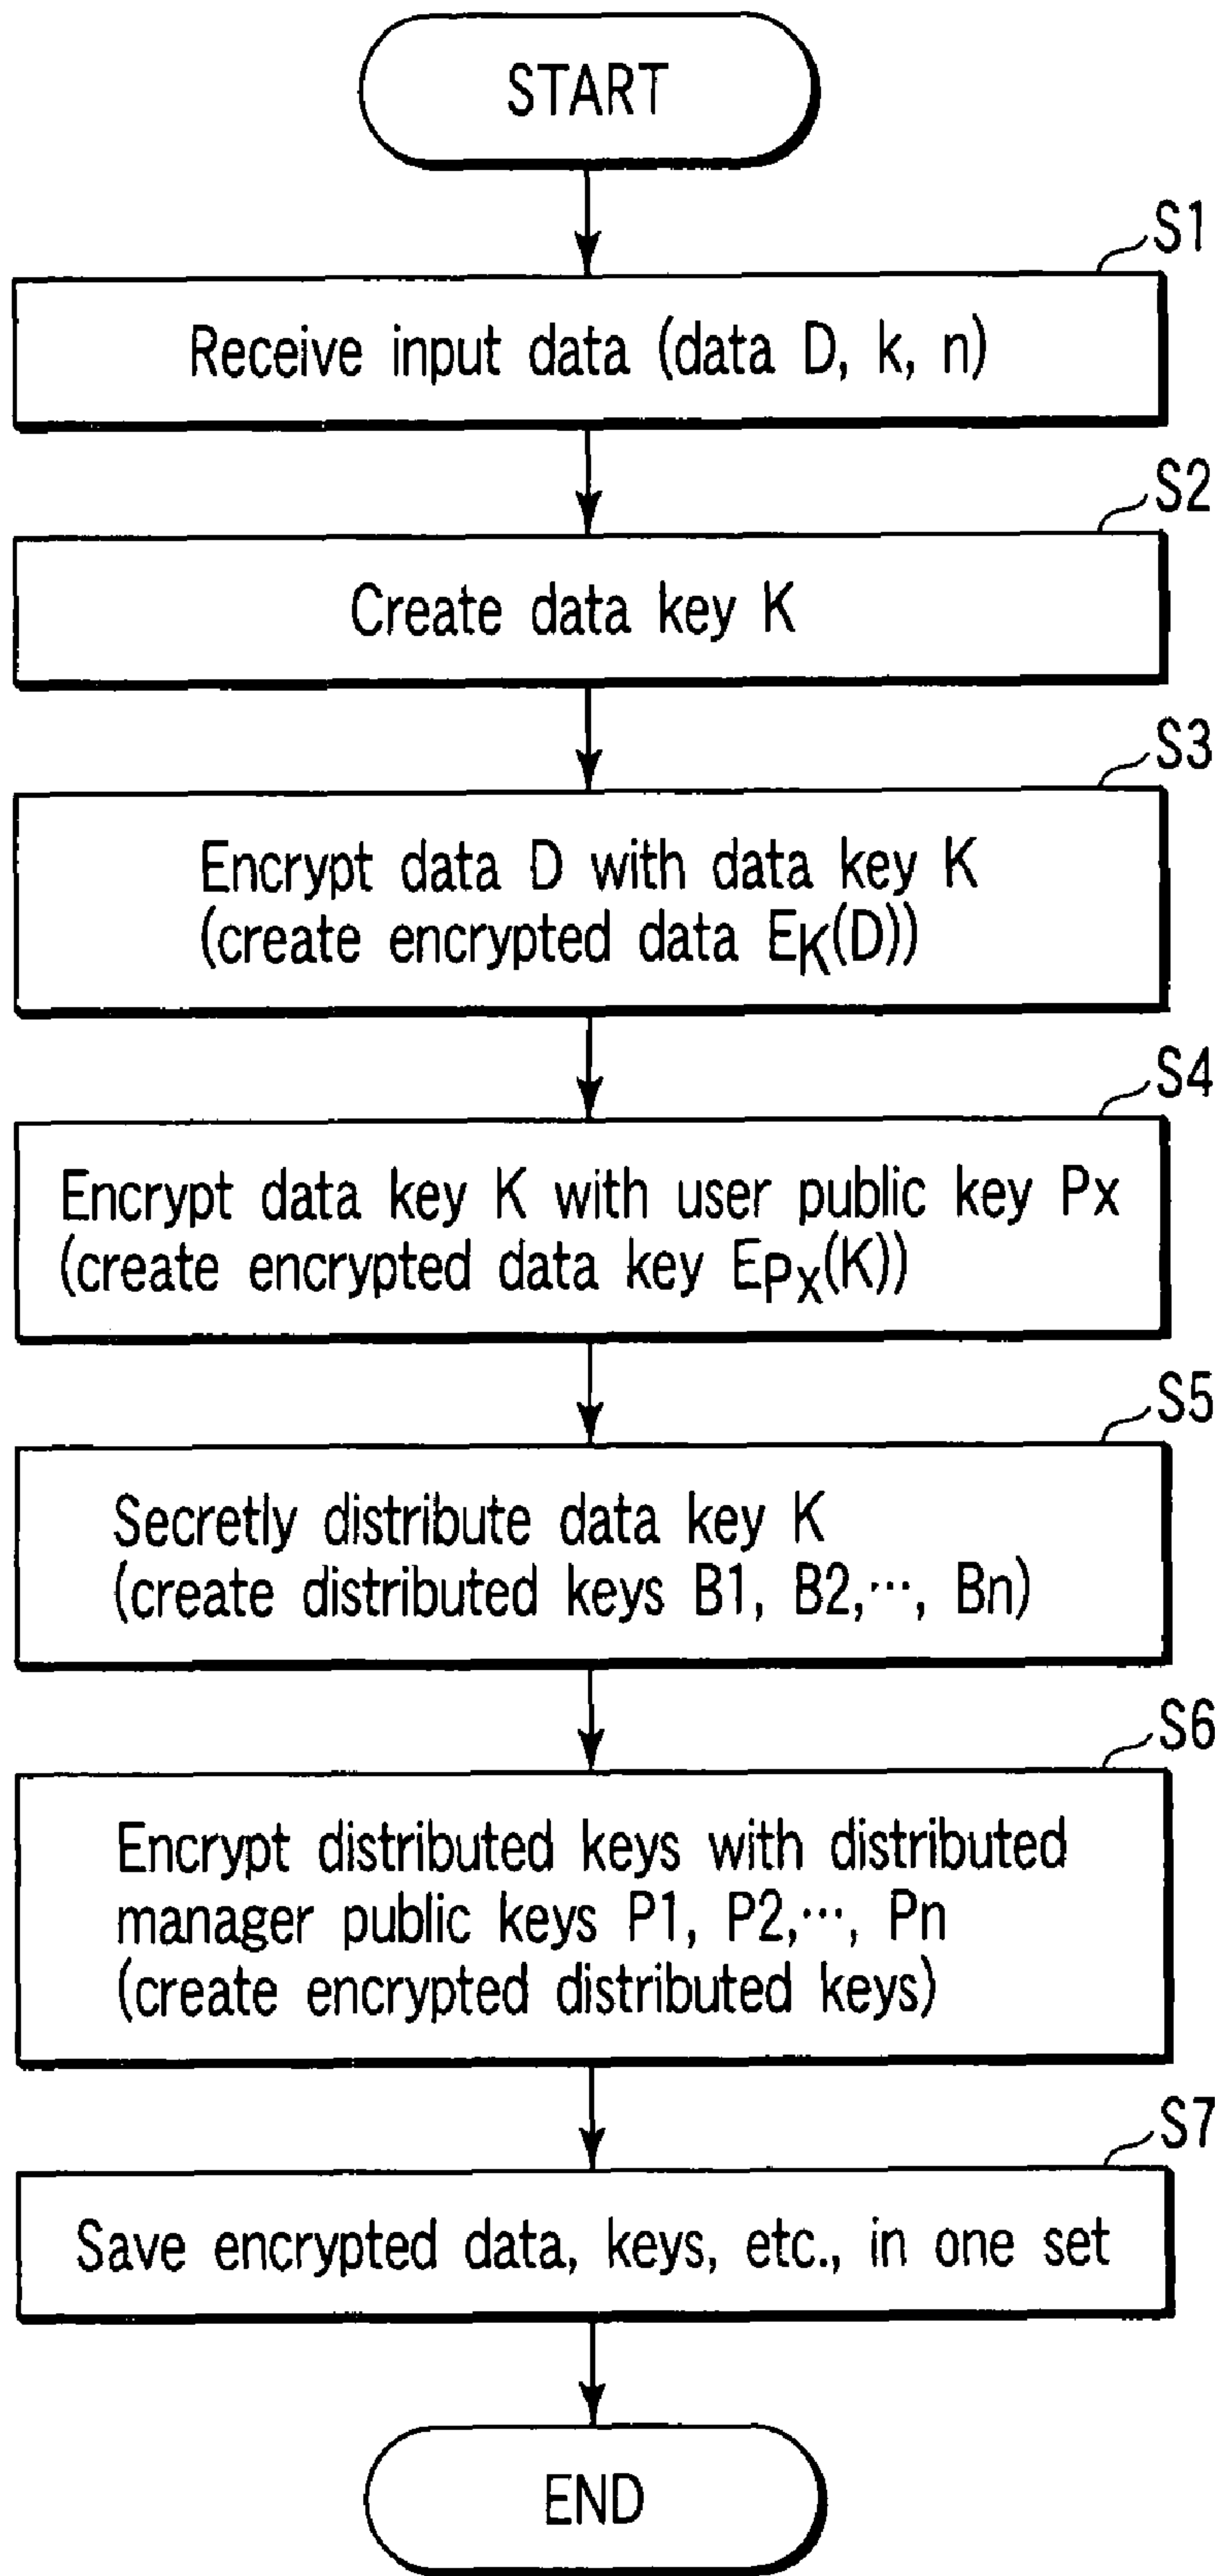 START
S1
Receive input data (data D, k, n)
S2
Create data key K
S3
Encrypt data D with data key K
(create encrypted data EK(D))
S4
Encrypt data key K with user public key Px
(create encrypted data key EPx(K))
S5
Secretly distribute data key K
(create distributed keys B1, B2,···, Bn)
S6
Encrypt distributed keys with distributed
manager public keys P1, P2,···, Pn
(create encrypted distributed keys)
S7
Save encrypted data, keys, etc., in one set
END